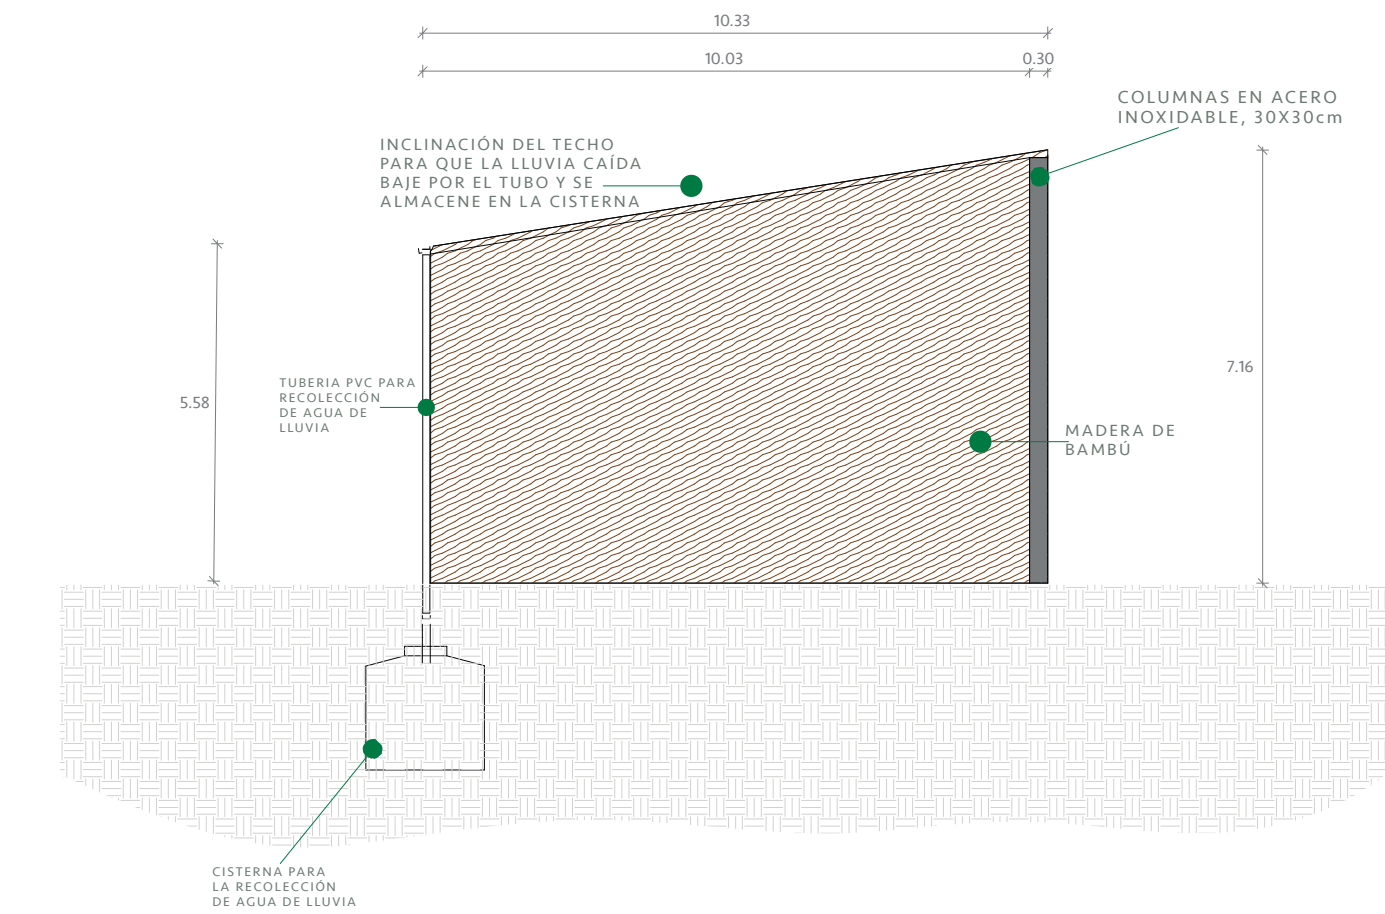 10.33
10.03
0.30
COLUMNAS EN ACERO
INOXIDABLE, 30X30cm
INCLINACIÓN DEL TECHO
PARA QUE LA LLUVIA CAÍDA
BAJE POR EL TUBO Y SE
ALMACENE EN LA CISTERNA
7.16
TUBERIA PVC PARA
RECOLECCIÓN
DE AGUA DE
LLUVIA
5.58
MADERA DE
BAMBÚ
CISTERNA PARA
LA RECOLECCIÓN
DE AGUA DE LLUVIA